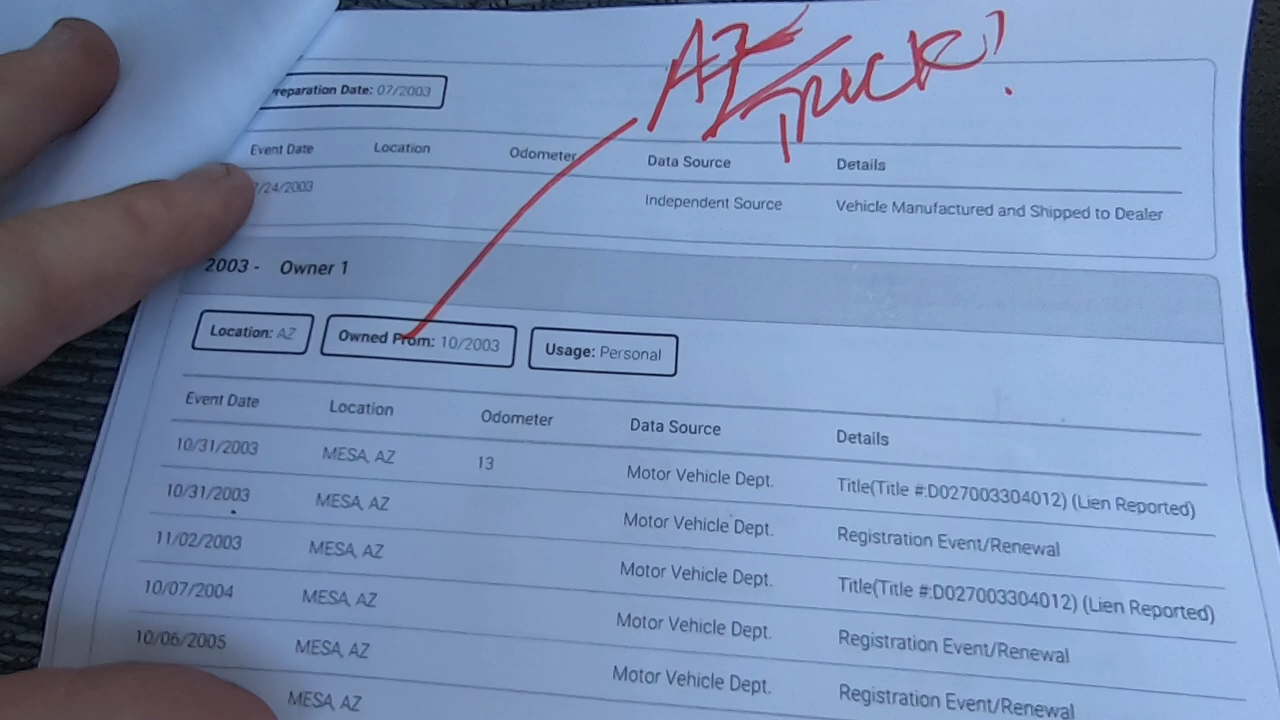 AZ Truck!
reparation Date: 07/2003
Event Date Location Odometer Data Source Details
/24/2003 Independent Source Vehicle Manufactured and Shipped to Dealer
2003 - Owner 1
Location: AZ Owned From: 10/2003 Usage: Personal
Event Date Location Odometer Data Source Details
10/31/2003 MESA, AZ 13 Motor Vehicle Dept. Title(Title #:D027003304012) (Lien Reported)
10/31/2003 MESA, AZ Motor Vehicle Dept. Registration Event/Renewal
11/02/2003 MESA, AZ Motor Vehicle Dept. Title(Title #:D027003304012) (Lien Reported)
10/07/2004 MESA, AZ Motor Vehicle Dept. Registration Event/Renewal
10/06/2005 MESA, AZ Motor Vehicle Dept. Registration Event/Renewal
MESA, AZ